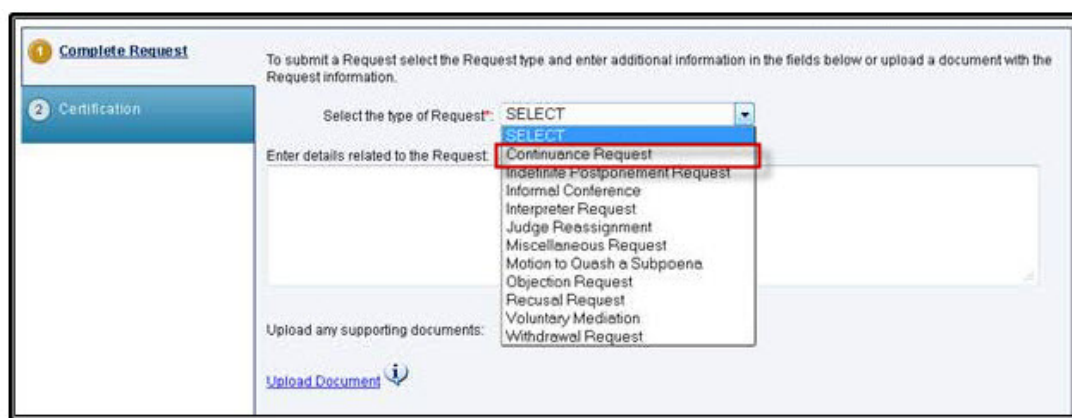 1 Complete Request
2 Certification
To submit a Request select the Request type and enter additional information in the fields below or upload a document with the
Request information.
Select the type of Request*: SELECT
SELECT
Enter details related to the Request:
Continuance Request
Indefinite Postponement Request
Informal Conference
Interpreter Request
Judge Reassignment
Miscellaneous Request
Motion to Quash a Subpoena
Objection Request
Recusal Request
Voluntary Mediation
Withdrawal Request
Upload any supporting documents:
Upload Document i